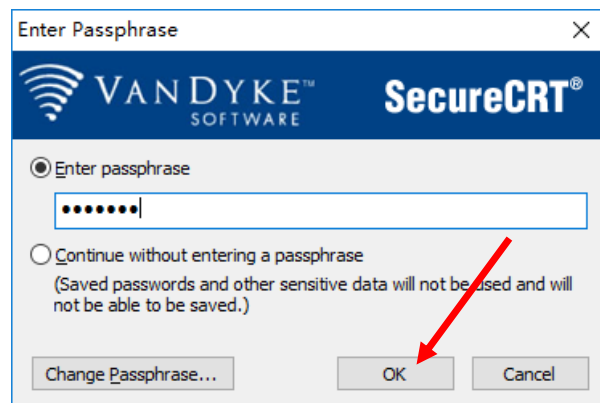 Enter Passphrase
VANDYKE™
SOFTWARE
SecureCRT®
Enter passphrase
•••••••
Continue without entering a passphrase
(Saved passwords and other sensitive data will not be used and will
not be able to be saved.)
Change Passphrase... OK Cancel